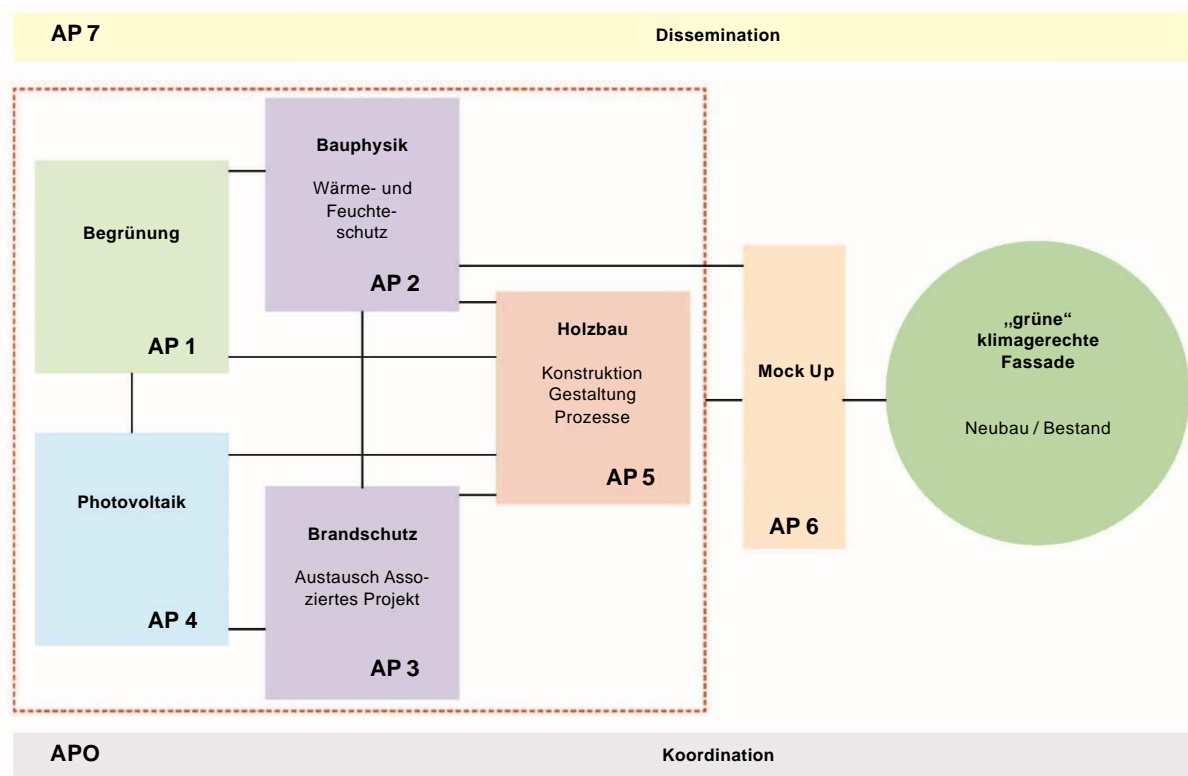 AP 7 Dissemination
Bauphysik
Wärme- und
Feuchte-
schutz
AP 2
Begrünung
AP 1
Holzbau
Konstruktion
Gestaltung
Prozesse
AP 5
Photovoltaik
AP 4
Brandschutz
Austausch Asso-
ziiertes Projekt
AP 3
Mock Up
AP 6
„grüne“
klimagerechte
Fassade
Neubau / Bestand
APO Koordination